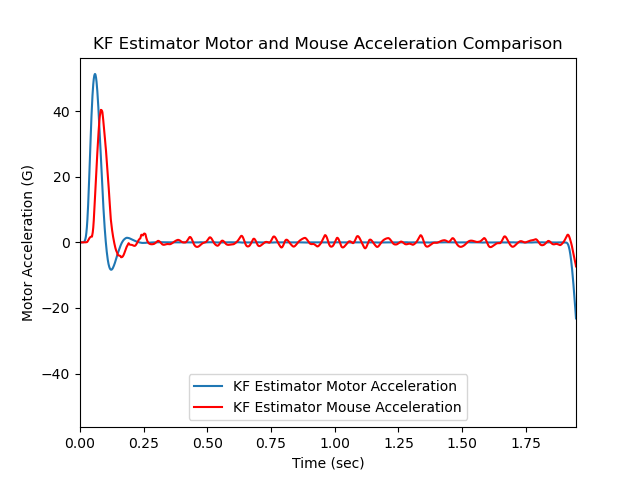 KF Estimator Motor and Mouse Acceleration Comparison
Motor Acceleration (G)
40
20
0
−20
−40
KF Estimator Motor Acceleration
KF Estimator Mouse Acceleration
0.00 0.25 0.50 0.75 1.00 1.25 1.50 1.75
Time (sec)